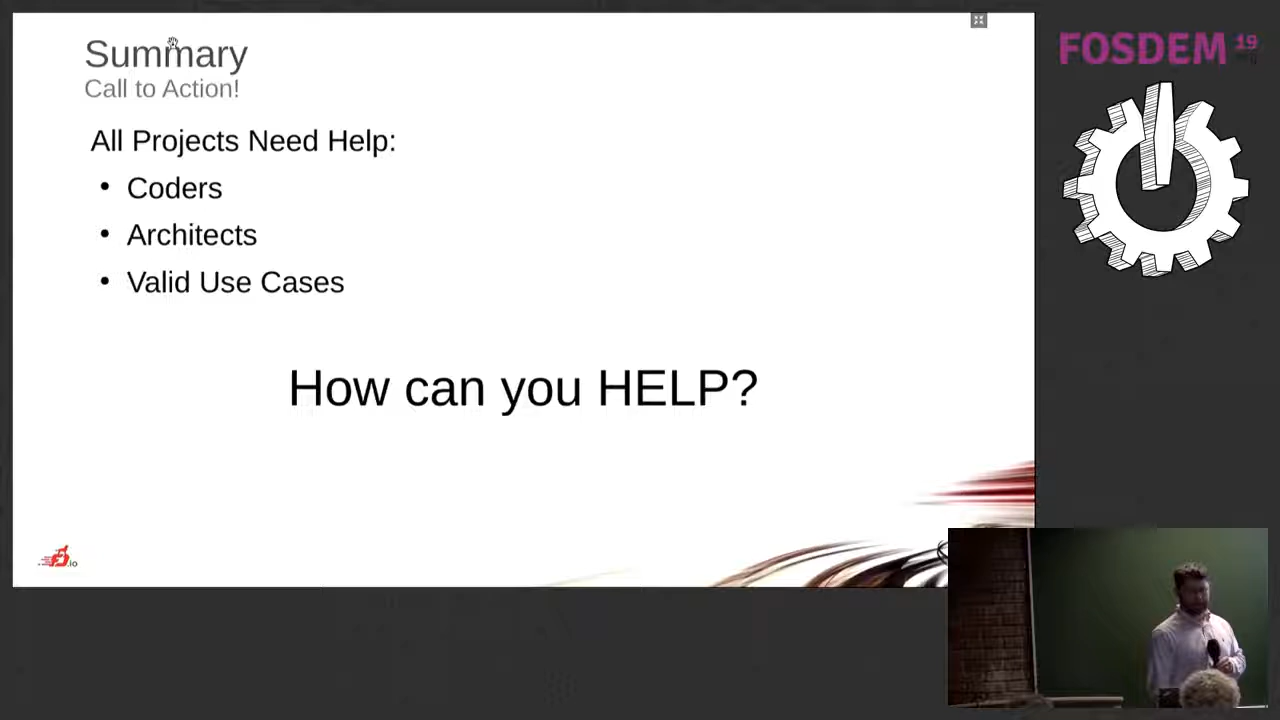 Summary
Call to Action!
All Projects Need Help:
• Coders
• Architects
• Valid Use Cases
How can you HELP?
.io
FOSDEM 19